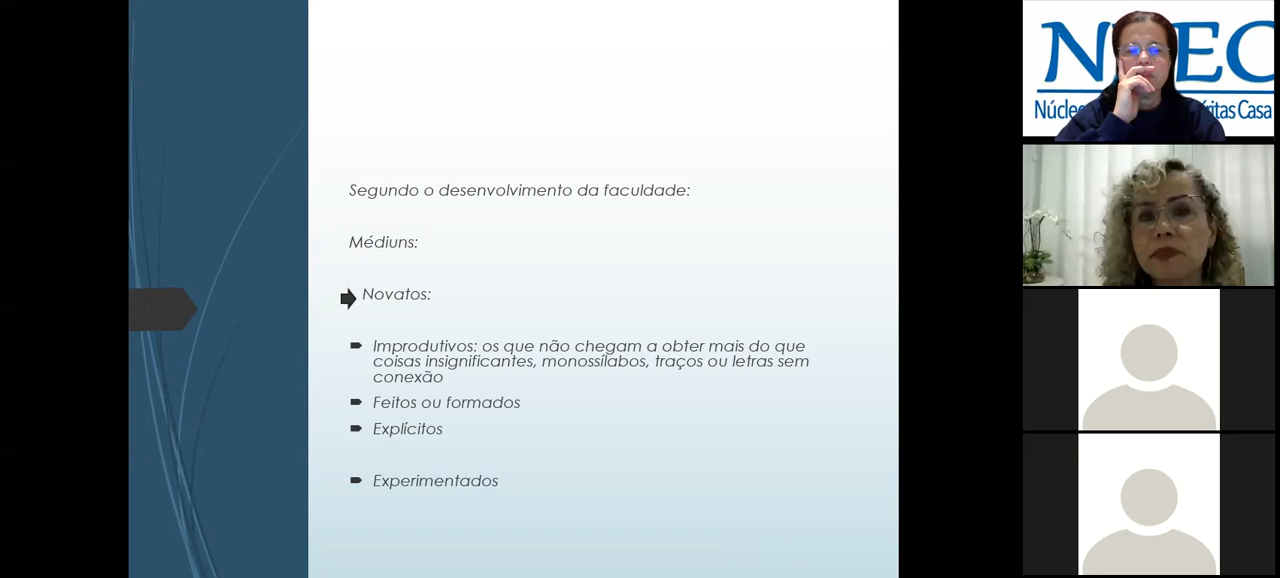 Segundo o desenvolvimento da faculdade:
Médiuns:
Novatos:
Improdutivos: os que não chegam a obter mais do que
coisas insignificantes, monossílabos, traços ou letras sem
conexão
Feitos ou formados
Explícitos
Experimentados
N EC
Núcle ritas Casa